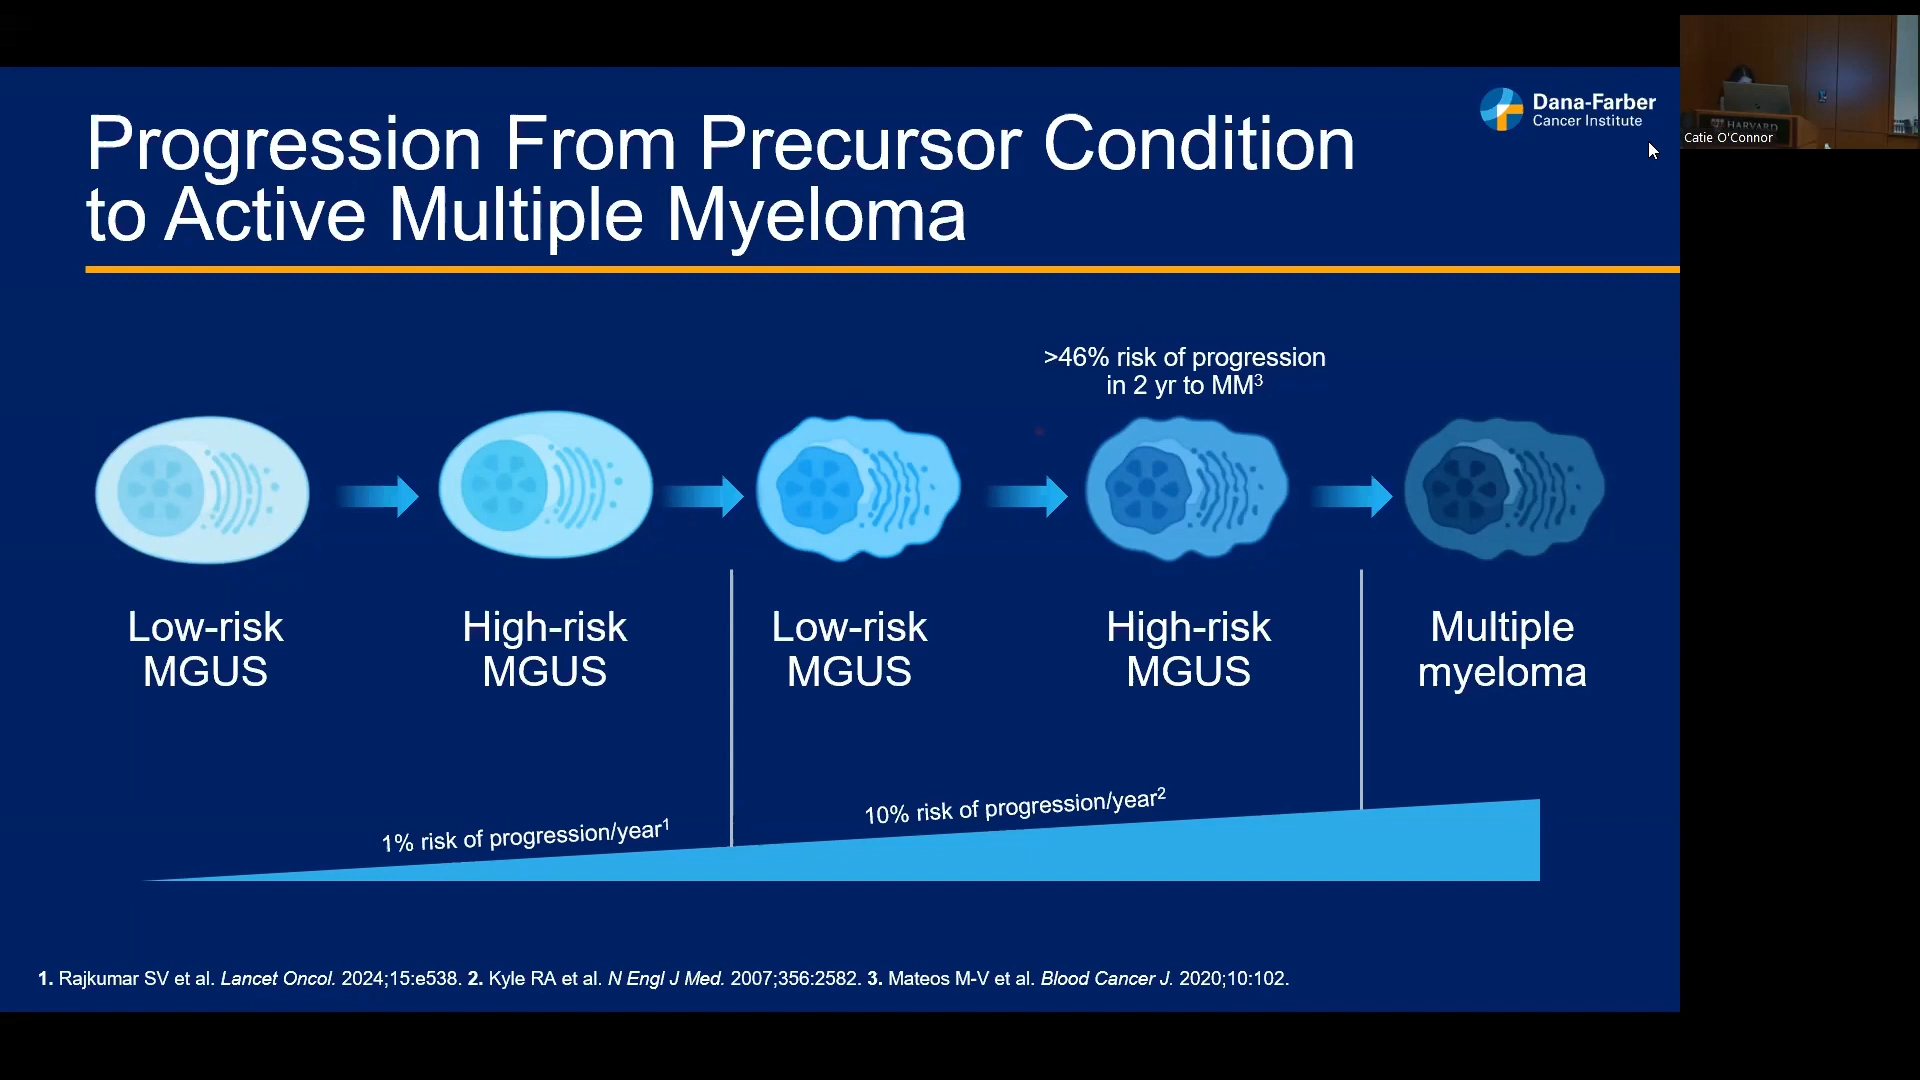 Progression From Precursor Condition
to Active Multiple Myeloma
Dana-Farber
Cancer Institute
HARVARD
Catie O'Connor
>46% risk of progression
in 2 yr to MM³
Low-risk
MGUS
High-risk
MGUS
Low-risk
MGUS
High-risk
MGUS
Multiple
myeloma
1% risk of progression/year¹
10% risk of progression/year²
1. Rajkumar SV et al. Lancet Oncol. 2024;15:e538. 2. Kyle RA et al. N Engl J Med. 2007;356:2582. 3. Mateos M-V et al. Blood Cancer J. 2020;10:102.